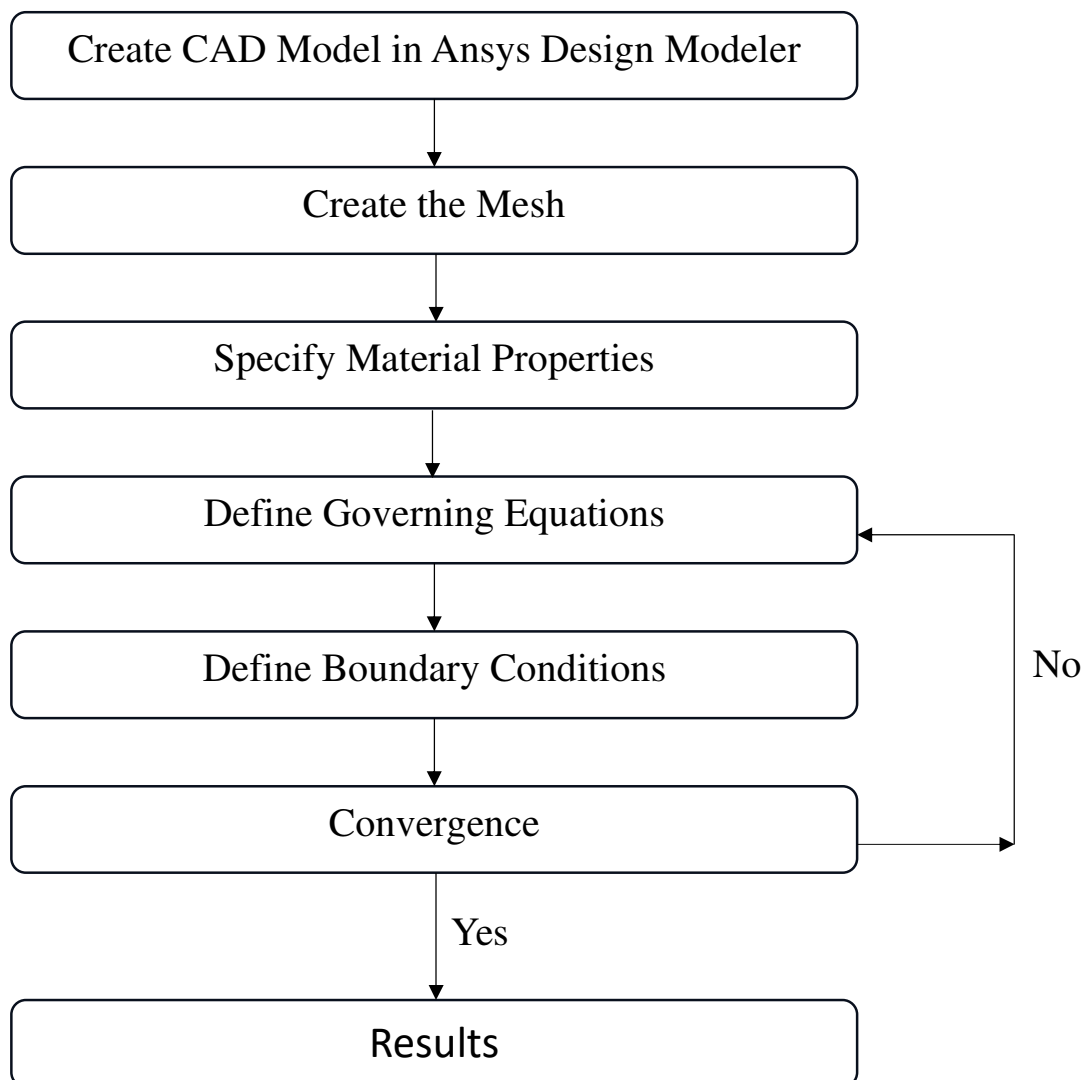 Create CAD Model in Ansys Design Modeler
Create the Mesh
Specify Material Properties
Define Governing Equations
Define Boundary Conditions
No
Convergence
Yes
Results